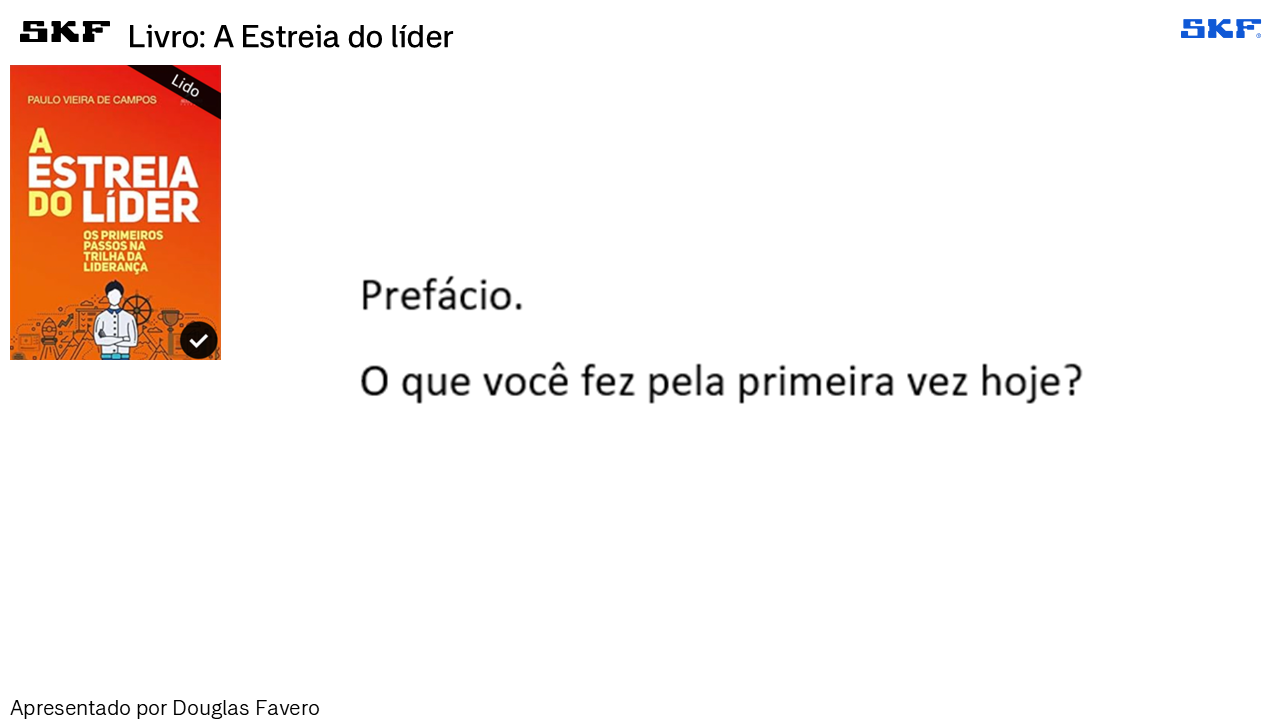 SKF
Livro: A Estreia do líder
SKF®
Lido
PAULO VIEIRA DE CAMPOS
A
ESTREIA
DO LíDER
OS PRIMEIROS
PASSOS NA
TRILHA DA
LIDERANÇA
Prefácio.
O que você fez pela primeira vez hoje?
Apresentado por Douglas Favero